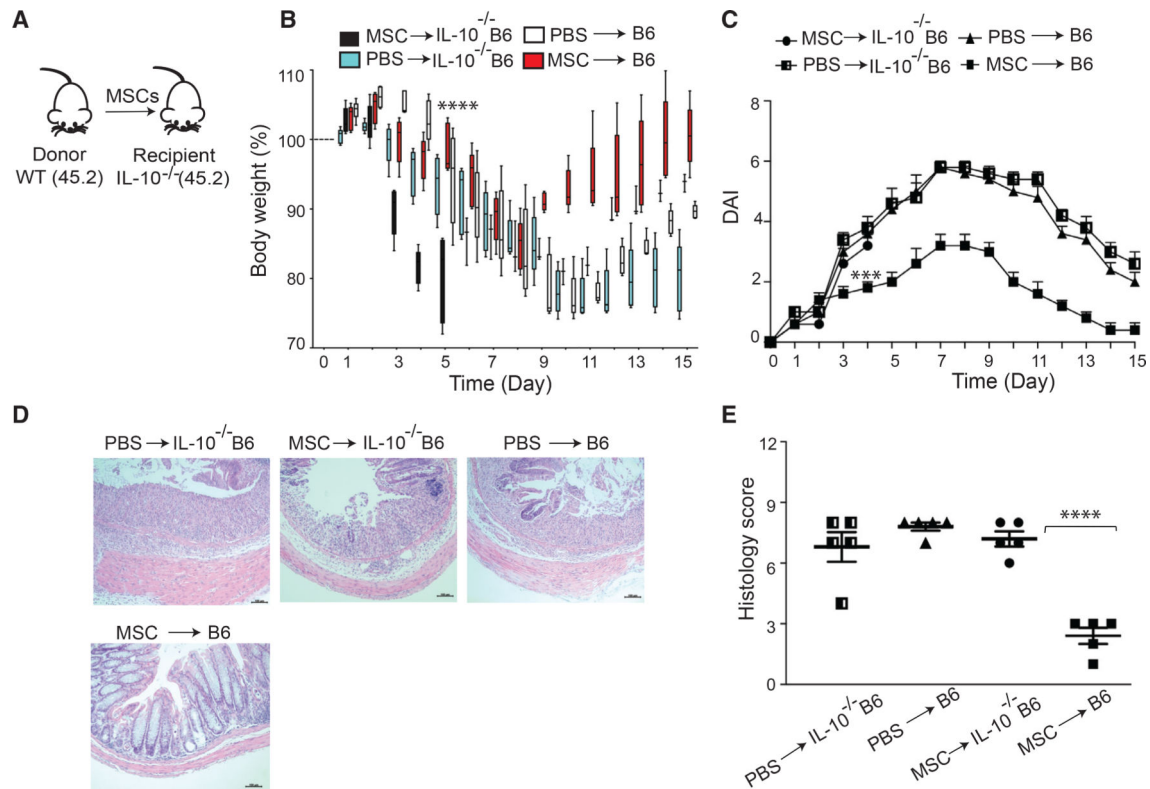 A
MSCs
Donor
WT (45.2)
Recipient
IL-10-/-(45.2)
B
MSC → IL-10-/-B6
PBS → B6
PBS → IL-10-/-B6
MSC → B6
Body weight (%)
110
100
90
80
70
****
0 1 3 5 7 9 11 13 15
Time (Day)
C
MSC → IL-10-/-B6
PBS → B6
PBS → IL-10-/-B6
MSC → B6
DAI
8
6
4
2
0
***
0 1 3 5 7 9 11 13 15
Time (Day)
D
PBS → IL-10-/-B6
MSC → IL-10-/-B6
PBS → B6
MSC → B6
E
Histology score
12
9
6
3
0
****
PBS → IL-10-/-B6
PBS → B6
MSC → IL-10-/-B6
MSC → B6